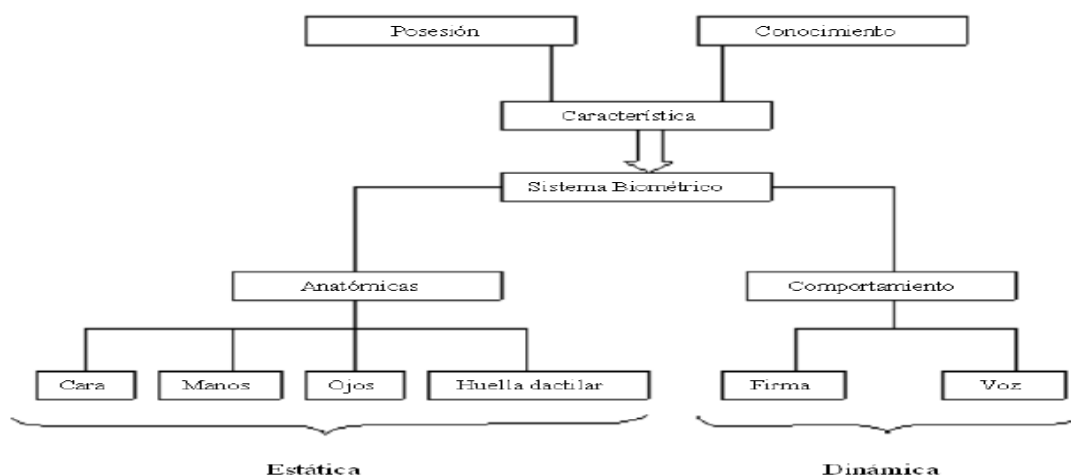 Posesión
Conocimiento
Característica
Sistema Biométrico
Anatómicas
Comportamiento
Cara
Manos
Ojos
Huella dactilar
Firma
Voz
Estática
Dinámica